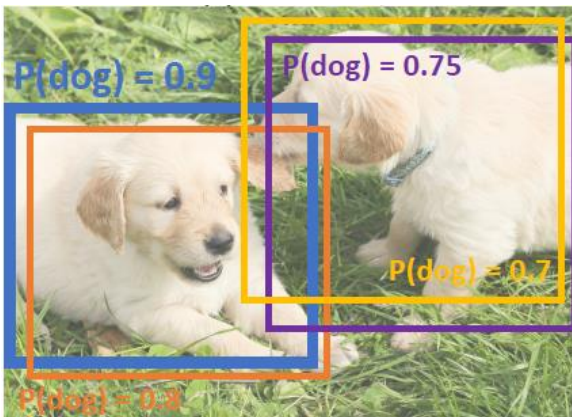 P(dog) = 0.9
P(dog) = 0.75
P(dog) = 0.7
P(dog) = 0.8